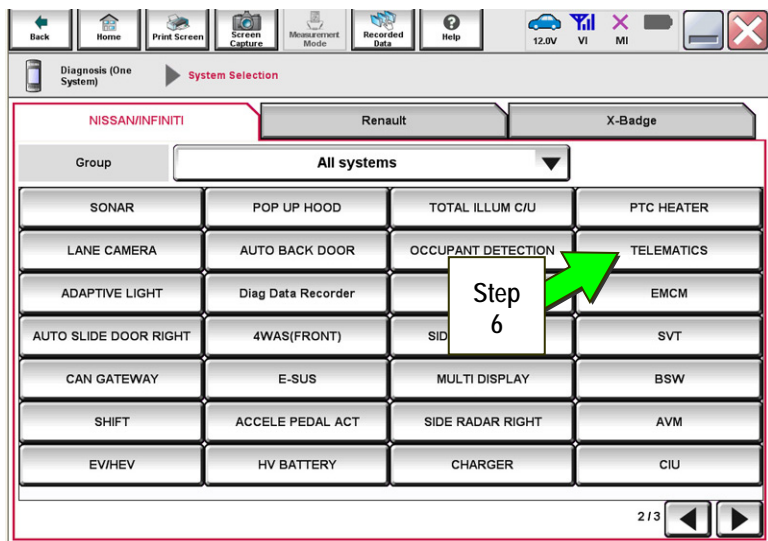 Back
Home
Print Screen
Screen
Capture
Measurement
Mode
Recorded
Data
Help
12.0V
VI
MI
Diagnosis (One
System)
System Selection
NISSAN/INFINITI
Renault
X-Badge
Group
All systems
SONAR
POP UP HOOD
TOTAL ILLUM C/U
PTC HEATER
LANE CAMERA
AUTO BACK DOOR
OCCUPANT DETECTION
TELEMATICS
ADAPTIVE LIGHT
Diag Data Recorder
Step
6
EMCM
AUTO SLIDE DOOR RIGHT
4WAS(FRONT)
SVT
CAN GATEWAY
E-SUS
MULTI DISPLAY
BSW
SHIFT
ACCELE PEDAL ACT
SIDE RADAR RIGHT
AVM
EV/HEV
HV BATTERY
CHARGER
CIU
2/3